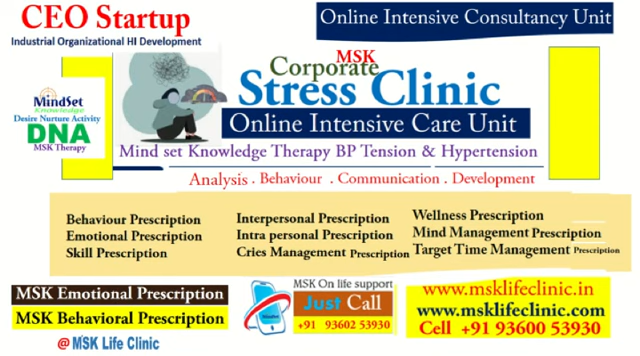 CEO Startup
Industrial Organizational HI Development
Online Intensive Consultancy Unit
MSK
Corporate
Stress Clinic
Online Intensive Care Unit
MindSet
Knowledge
Desire Nurture Activity
DNA
MSK Therapy
Mind set Knowledge Therapy BP Tension & Hypertension
Analysis . Behaviour . Communication . Development
Behaviour Prescription
Emotional Prescription
Skill Prescription
Interpersonal Prescription
Intra personal Prescription
Cries Management Prescription
Wellness Prescription
Mind Management Prescription
Target Time Management Prescription
MSK Emotional Prescription
MSK Behavioral Prescription
@ MSK Life Clinic
MSK On life support
Just Call
+91 93602 53930
www.msklifeclinic.in
www.msklifeclinic.com
Cell +91 93600 53930